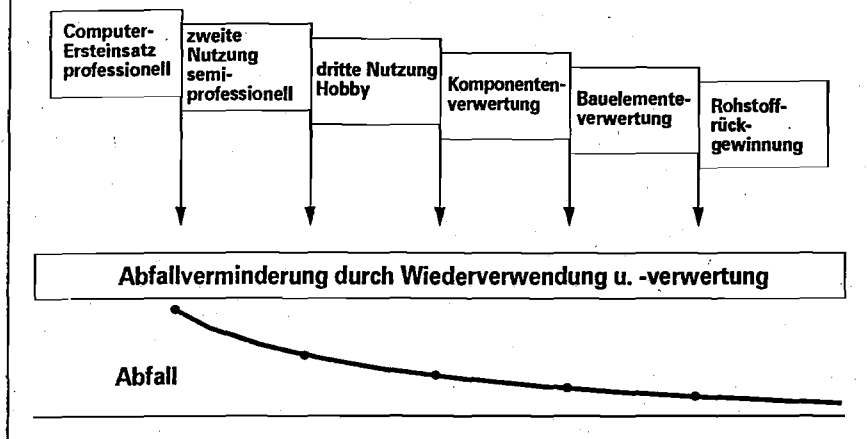 Computer-
Ersteinsatz
professionell
zweite
Nutzung
semi-
professionell
dritte Nutzung
Hobby
Komponenten-
verwertung
Bauelemente-
verwertung
Rohstoff-
rück-
gewinnung
Abfallverminderung durch Wiederverwendung u. -verwertung
Abfall